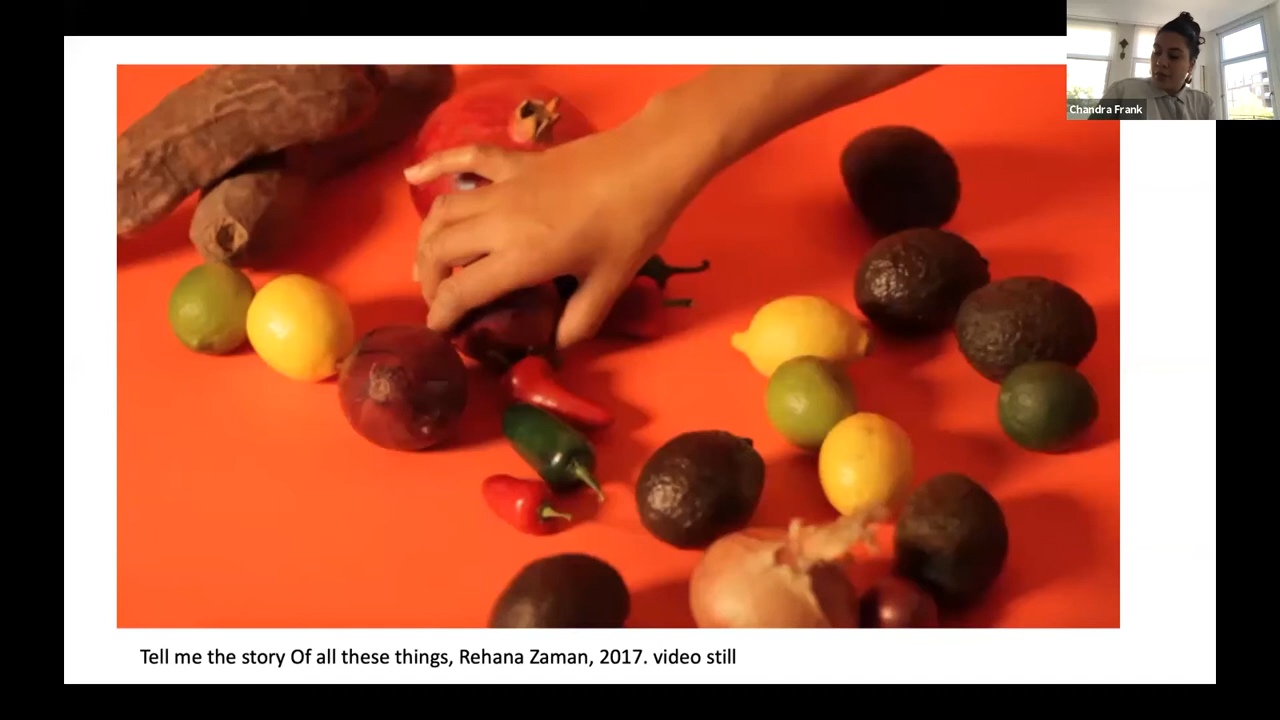 Chandra Frank
Tell me the story Of all these things, Rehana Zaman, 2017. video still